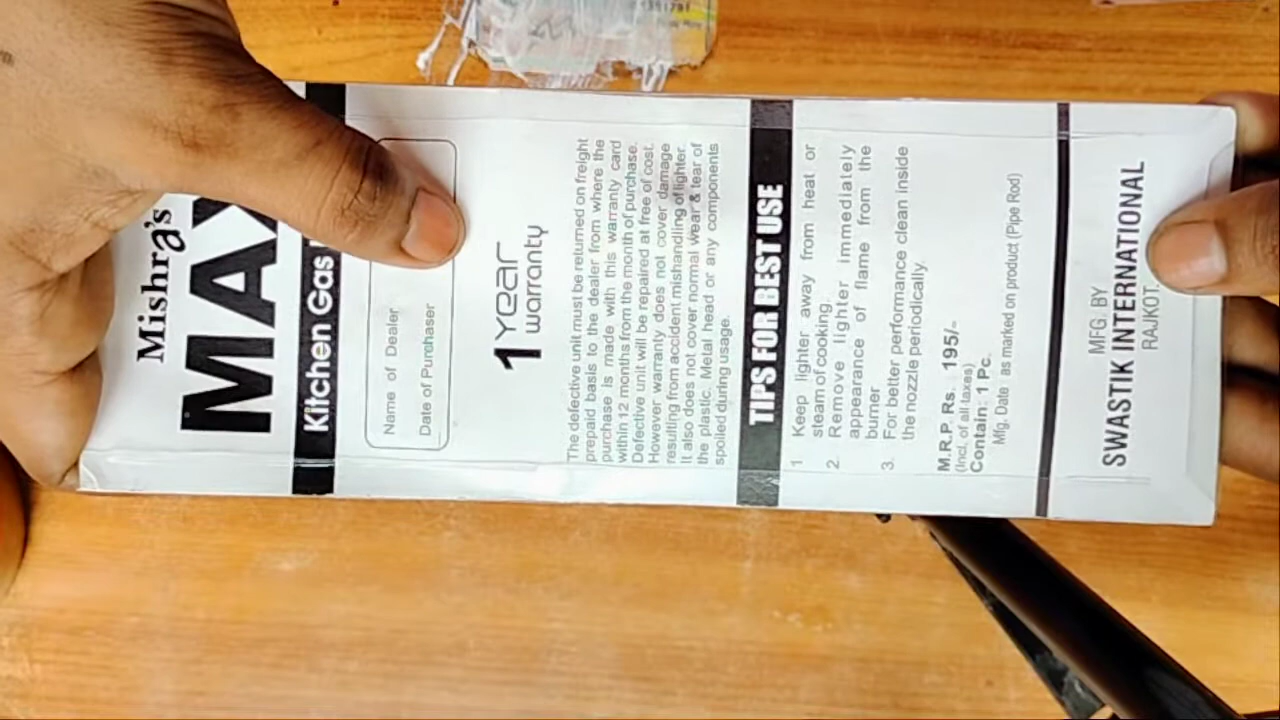 Mishra's
MAX
Kitchen Gas
Name of Dealer
Date of Purchaser
1 Year
warranty
The defective unit must be returned on freight
prepaid basis to the dealer from where the
purchase is made with this warranty card
within 12 months from the month of purchase.
Defective unit will be repaired at free of cost.
However warranty does not cover damage
resulting from accident mishandling of lighter.
It also does not cover normal wear & tear of
the plastic. Metal head or any components
spoiled during usage.
TIPS FOR BEST USE
1 Keep lighter away from heat or
steam of cooking.
2. Remove lighter immediately
appearance of flame from the
burner
3. For better performance clean inside
the nozzle periodically.
M.R.P. Rs. 195/-
(Incl. of all taxes)
Contain: 1 Pc.
Mfg. Date as marked on product (Pipe Rod)
MFG. BY
SWASTIK INTERNATIONAL
RAJKOT.